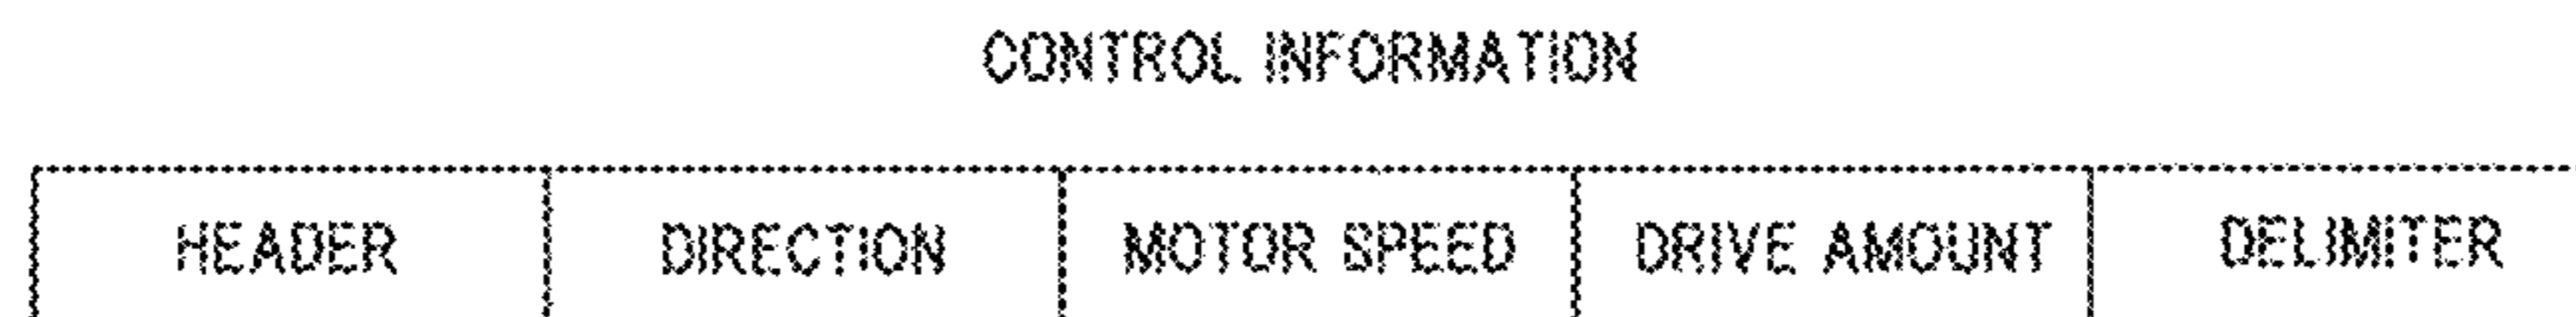 CONTROL INFORMATION
HEADER DIRECTION MOTOR SPEED DRIVE AMOUNT DELIMITER